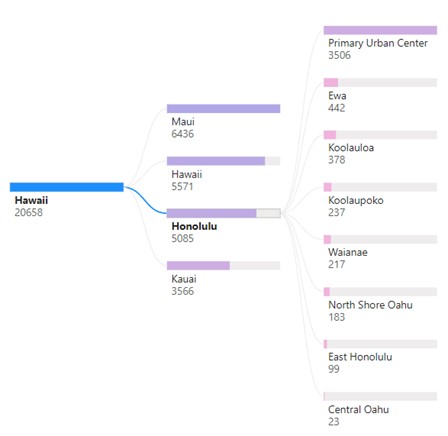 Hawaii
20658
Maui
6436
Hawaii
5571
Honolulu
5085
Kauai
3566
Primary Urban Center
3506
Ewa
442
Koolauloa
378
Koolaupoko
237
Waianae
217
North Shore Oahu
183
East Honolulu
99
Central Oahu
23